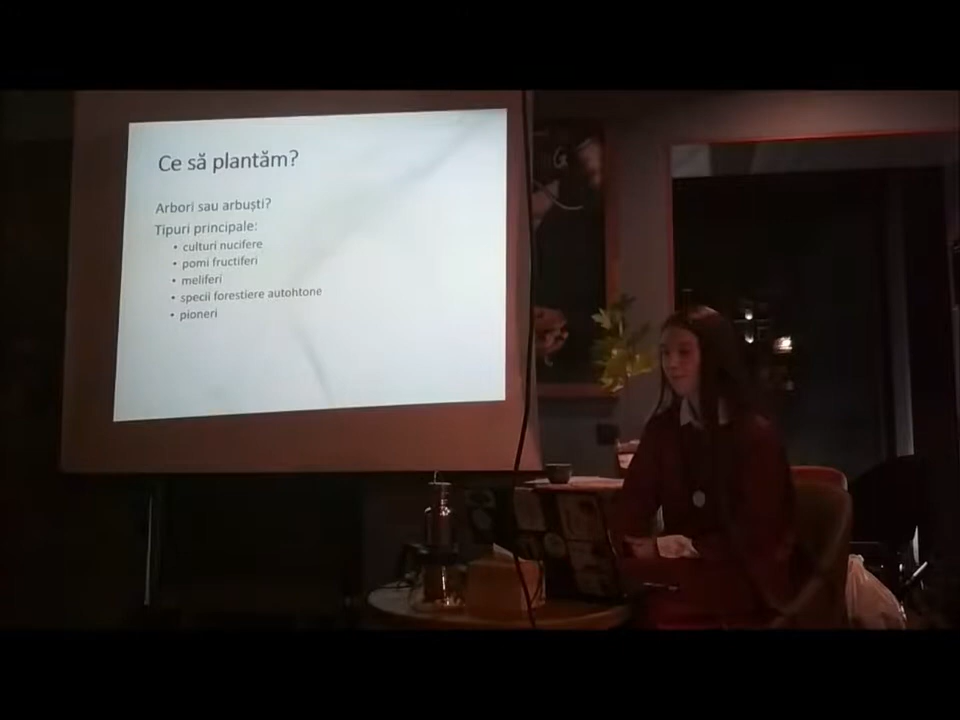 Ce să plantăm?
Arbori sau arbuști?
Tipuri principale:
• culturi nucifere
• pomi fructiferi
• meliferi
• specii forestiere autohtone
• pioneri